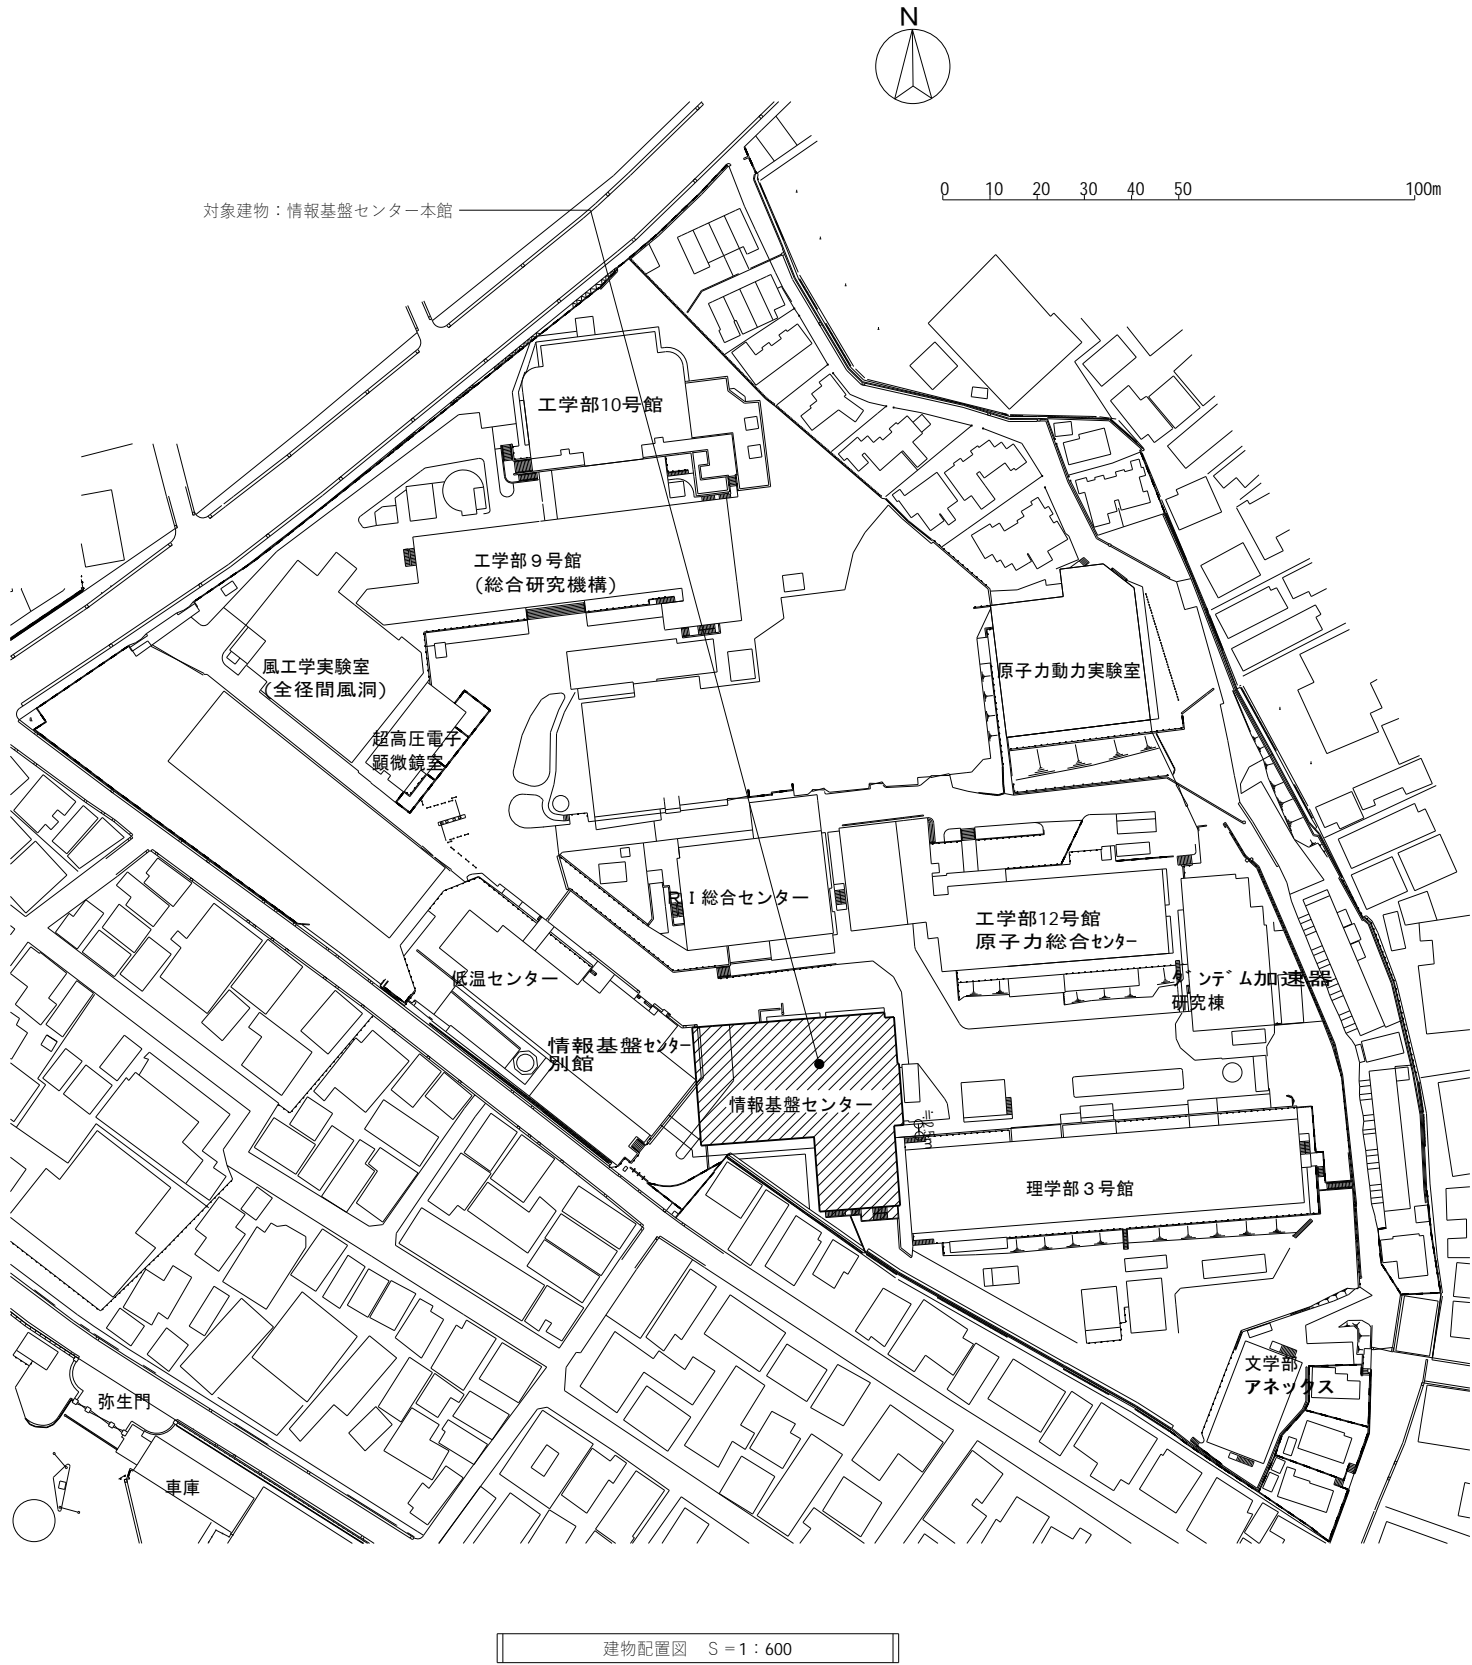 N
0 10 20 30 40 50 100m
対象建物：情報基盤センター本館
工学部10号館
工学部９号館
(総合研究機構)
風工学実験室
(全径間風洞)
原子力動力実験室
超高圧電子
顕微鏡室
ＲＩ総合センター
工学部12号館
原子力総合ｾﾝﾀｰ
低温センター
ﾀﾝﾃﾞﾑ加速器
研究棟
情報基盤ｾﾝﾀｰ
別館
情報基盤センター
理学部３号館
文学部
アネックス
弥生門
車庫
建物配置図 Ｓ＝1：600